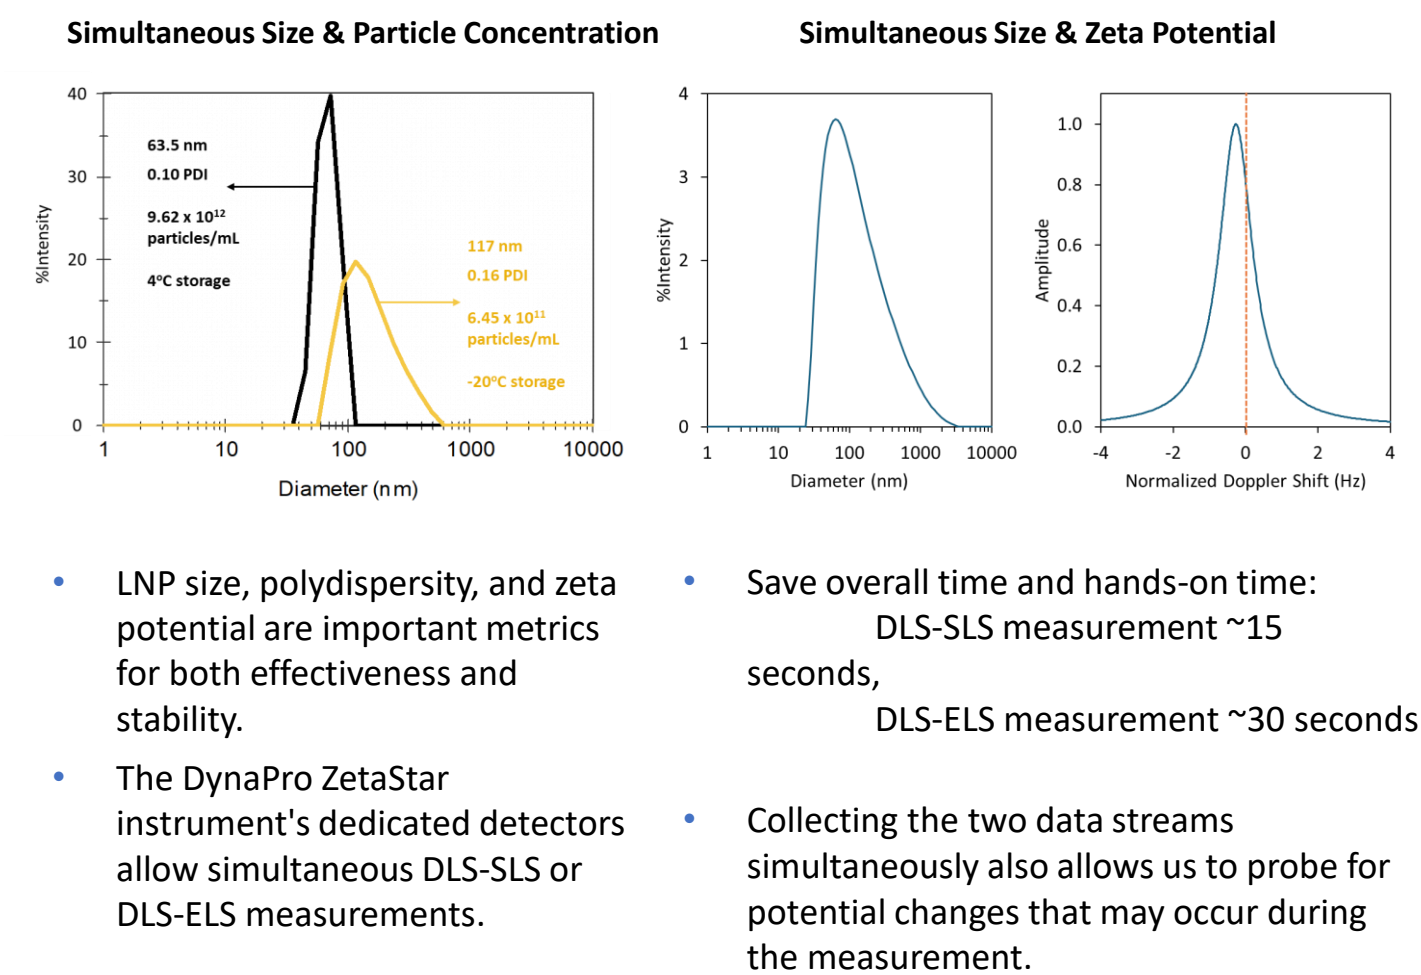 Simultaneous Size & Particle Concentration
40
30
20
10
0
%Intensity
63.5 nm
0.10 PDI
9.62 x 10¹²
particles/mL
4°C storage
117 nm
0.16 PDI
6.45 x 10¹¹
particles/mL
-20°C storage
1 10 100 1000 10000
Diameter (nm)
Simultaneous Size & Zeta Potential
4
3
2
1
0
%Intensity
1 10 100 1000 10000
Diameter (nm)
1.0
0.8
0.6
0.4
0.2
0.0
Amplitude
-4 -2 0 2 4
Normalized Doppler Shift (Hz)
• LNP size, polydispersity, and zeta
potential are important metrics
for both effectiveness and
stability.
• The DynaPro ZetaStar
instrument's dedicated detectors
allow simultaneous DLS-SLS or
DLS-ELS measurements.
• Save overall time and hands-on time:
DLS-SLS measurement ~15
seconds,
DLS-ELS measurement ~30 seconds
• Collecting the two data streams
simultaneously also allows us to probe for
potential changes that may occur during
the measurement.